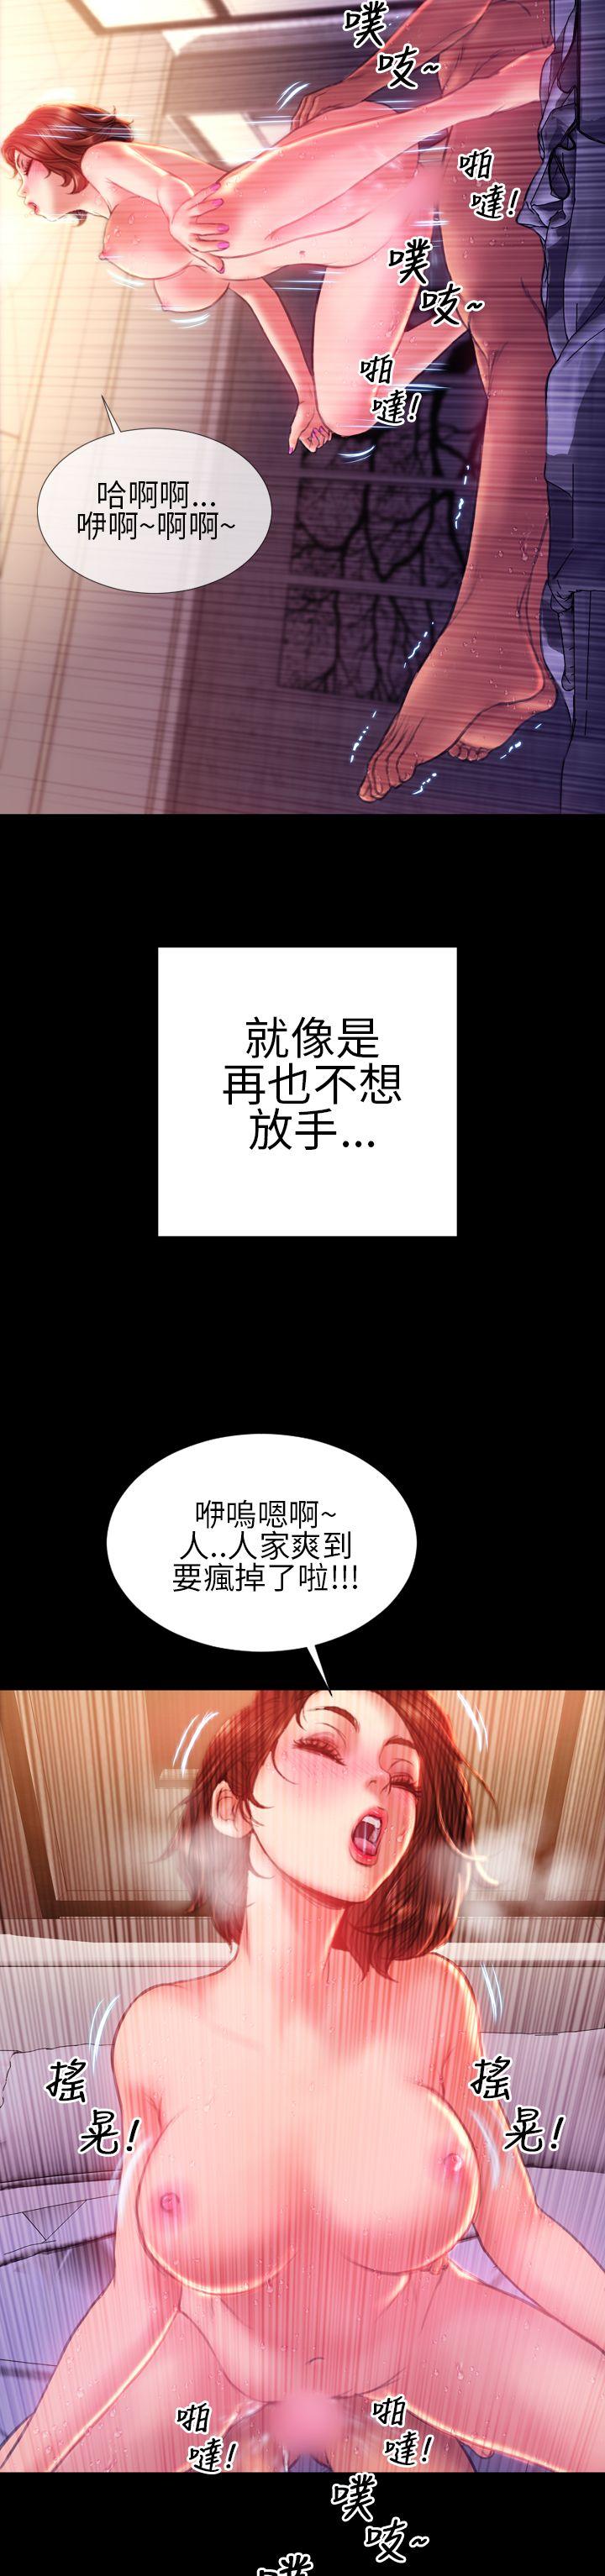 噗
吱~
啪
噠!
噗
吱~
啪
噠!
哈啊啊...
咿啊~啊啊~
就像是
再也不想
放手...
咿嗚嗯啊~
人..人家爽到
要瘋掉了啦!!!
搖
晃!
搖
晃!
啪
噠!
啪
噠!
噗
吱~
噗